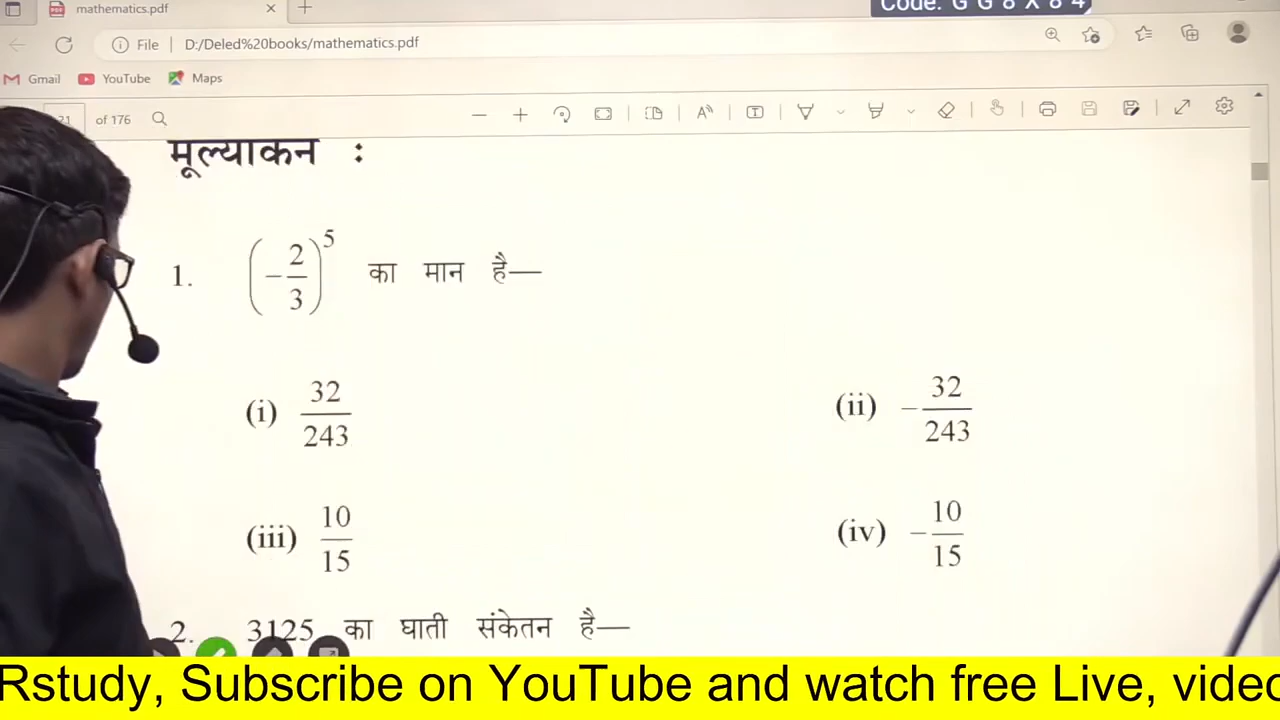 mathematics.pdf
Code: G G 8 X 8 4
File D:/Deled%20books/mathematics.pdf
Gmail YouTube Maps
21 of 176
मूल्याकन :
1. (-2/3)^5 का मान है—
(i) 32/243 (ii) -32/243
(iii) 10/15 (iv) -10/15
2. 3125 का घाती संकेतन है—
Rstudy, Subscribe on YouTube and watch free Live, video